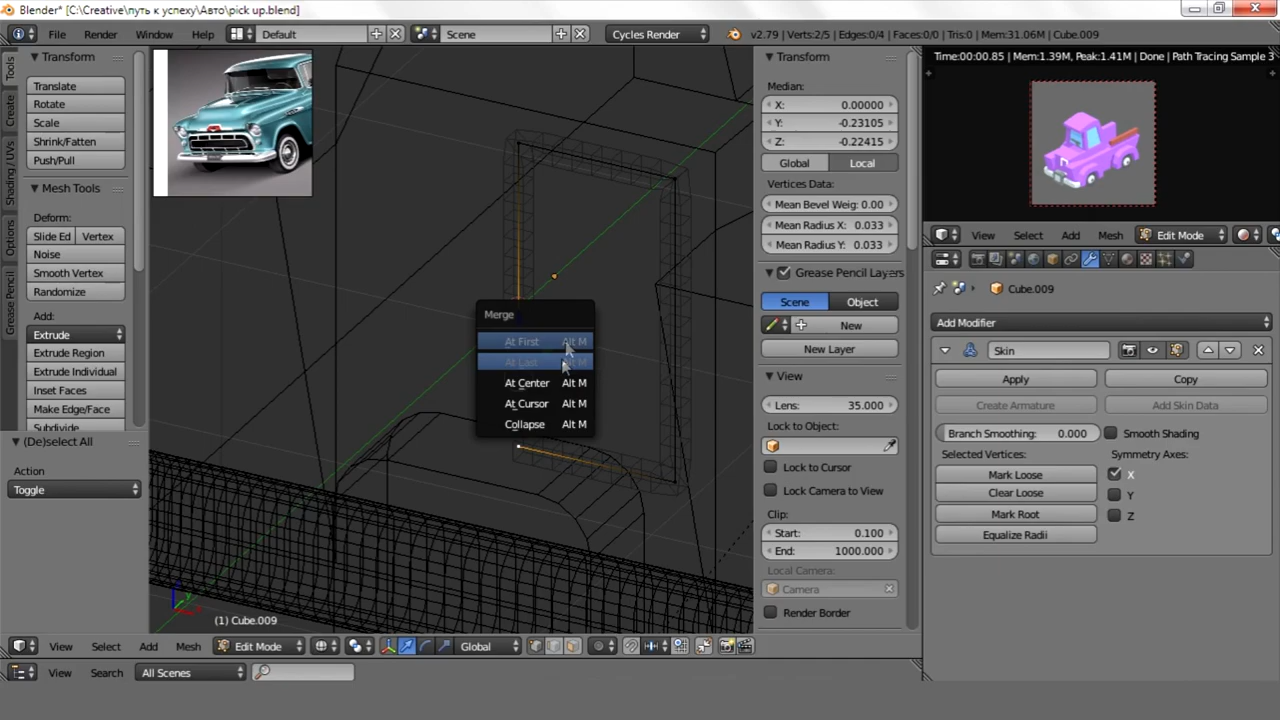 Blender* [C:\Creative\путь к успеху\Авто\pick up.blend]
File Render Window Help Default Scene Cycles Render v2.79 | Verts:2/5 | Edges:0/4 | Faces:0/0 | Tris:0 | Mem:31.06M | Cube.009
Tools
Create
Shading / UVs
Options
Grease Pencil
Transform
Translate
Rotate
Scale
Shrink/Fatten
Push/Pull
Mesh Tools
Deform:
Slide Ed Vertex
Noise
Smooth Vertex
Randomize
Add:
Extrude
Extrude Region
Extrude Individual
Inset Faces
Make Edge/Face
Subdivide
(De)select All
Action
Toggle
Merge
At First Alt M
At Last Alt M
At Center Alt M
At Cursor Alt M
Collapse Alt M
(1) Cube.009
View Select Add Mesh Edit Mode Global
View Search All Scenes
Transform
Median:
X: 0.00000
Y: -0.23105
Z: -0.22415
Global Local
Vertices Data:
Mean Bevel Weig: 0.00
Mean Radius X: 0.033
Mean Radius Y: 0.033
Grease Pencil Layers
Scene Object
New
New Layer
View
Lens: 35.000
Lock to Object:
Lock to Cursor
Lock Camera to View
Clip:
Start: 0.100
End: 1000.000
Local Camera:
Camera
Render Border
Time:00:00.85 | Mem:1.39M, Peak:1.41M | Done | Path Tracing Sample 3
View Select Add Mesh Edit Mode
Cube.009
Add Modifier
Skin
Apply Copy
Create Armature Add Skin Data
Branch Smoothing: 0.000 Smooth Shading
Selected Vertices: Symmetry Axes:
Mark Loose X
Clear Loose Y
Mark Root Z
Equalize Radii